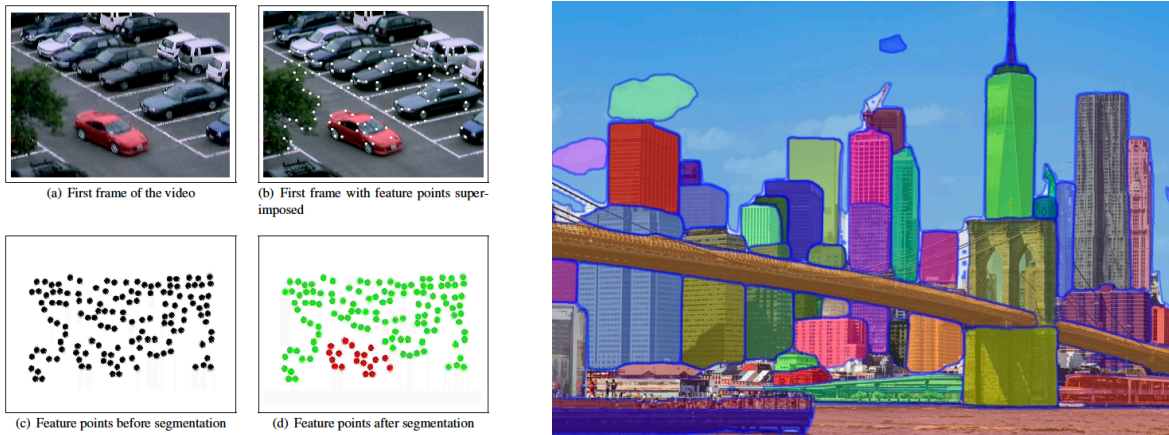 (a) First frame of the video
(b) First frame with feature points super-
imposed
(c) Feature points before segmentation
(d) Feature points after segmentation